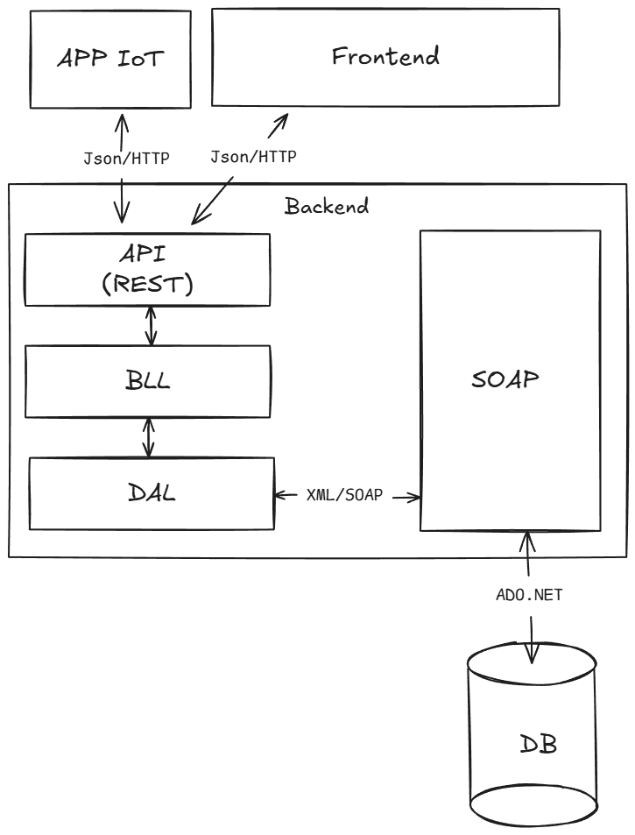 APP IoT
Frontend
Json/HTTP
Json/HTTP
Backend
API
(REST)
SOAP
BLL
DAL
XML/SOAP
ADO.NET
DB